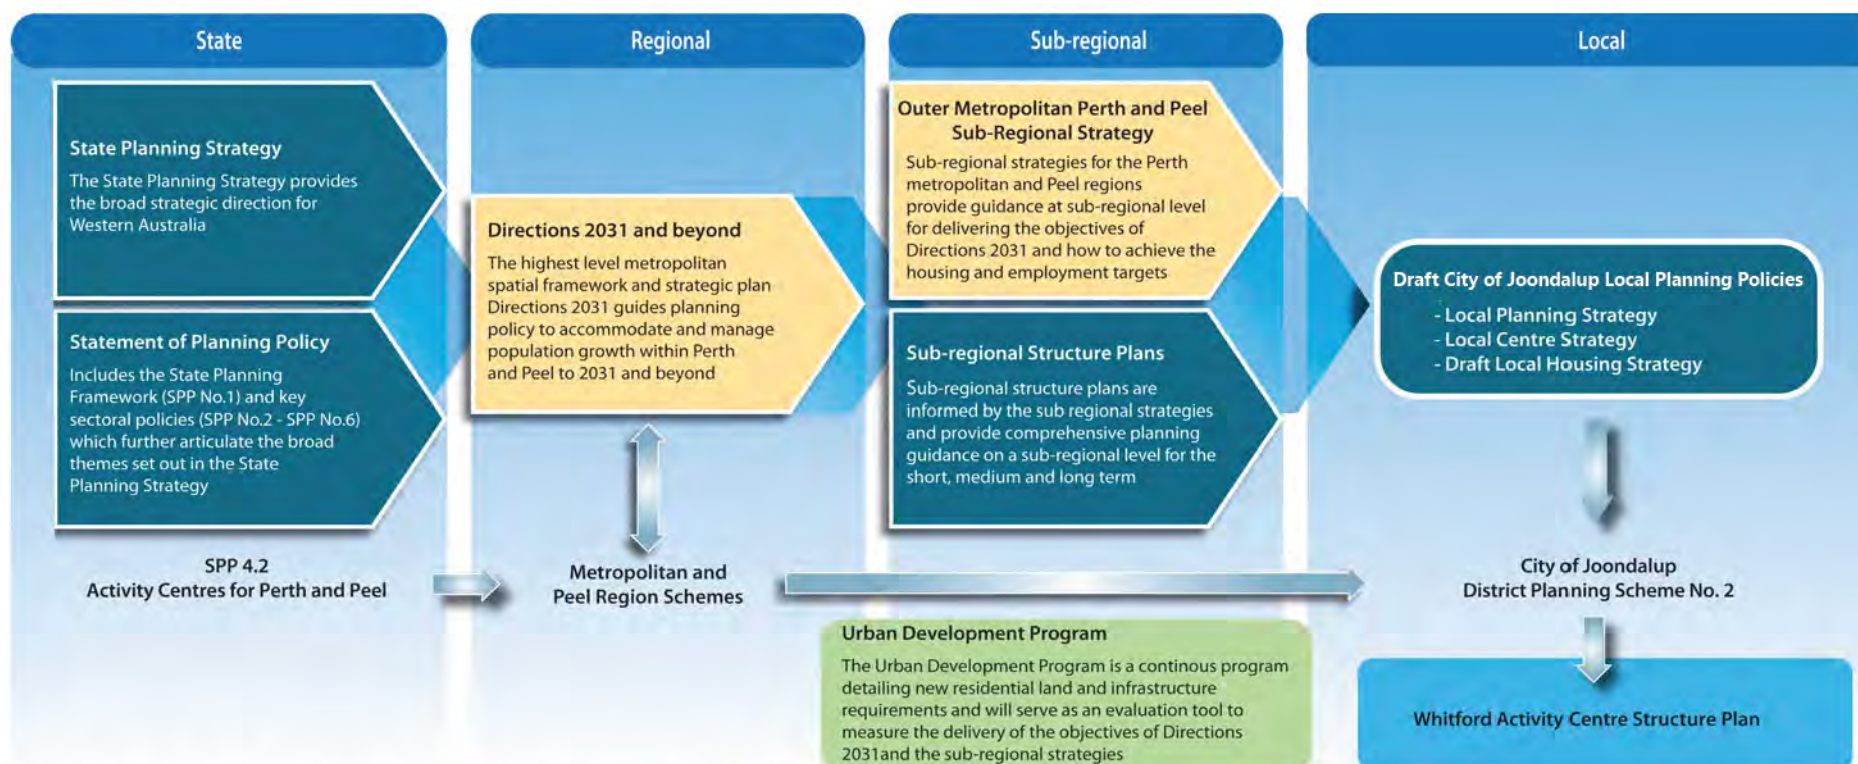 State
State Planning Strategy
The State Planning Strategy provides
the broad strategic direction for
Western Australia
Statement of Planning Policy
Includes the State Planning
Framework (SPP No.1) and key
sectoral policies (SPP No.2 - SPP No.6)
which further articulate the broad
themes set out in the State
Planning Strategy
SPP 4.2
Activity Centres for Perth and Peel
Regional
Directions 2031 and beyond
The highest level metropolitan
spatial framework and strategic plan
Directions 2031 guides planning
policy to accommodate and manage
population growth within Perth
and Peel to 2031 and beyond
Metropolitan and
Peel Region Schemes
Sub-regional
Outer Metropolitan Perth and Peel
Sub-Regional Strategy
Sub-regional strategies for the Perth
metropolitan and Peel regions
provide guidance at sub-regional level
for delivering the objectives of
Directions 2031 and how to achieve the
housing and employment targets
Sub-regional Structure Plans
Sub-regional structure plans are
informed by the sub regional strategies
and provide comprehensive planning
guidance on a sub-regional level for the
short, medium and long term
Urban Development Program
The Urban Development Program is a continous program
detailing new residential land and infrastructure
requirements and will serve as an evaluation tool to
measure the delivery of the objectives of Directions
2031and the sub-regional strategies
Local
Draft City of Joondalup Local Planning Policies
- Local Planning Strategy
- Local Centre Strategy
- Draft Local Housing Strategy
City of Joondalup
District Planning Scheme No. 2
Whitford Activity Centre Structure Plan